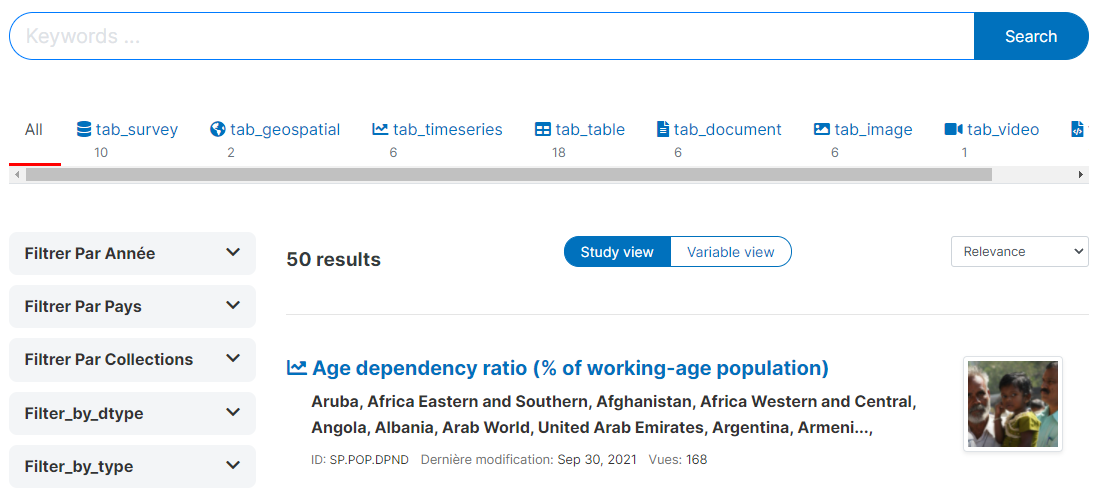 Keywords ...
Search
All
tab_survey
10
tab_geospatial
2
tab_timeseries
6
tab_table
18
tab_document
6
tab_image
6
tab_video
1
Filtrer Par Année
Filtrer Par Pays
Filtrer Par Collections
Filter_by_dtype
Filter_by_type
50 results
Study view
Variable view
Relevance
Age dependency ratio (% of working-age population)
Aruba, Africa Eastern and Southern, Afghanistan, Africa Western and Central,
Angola, Albania, Arab World, United Arab Emirates, Argentina, Armeni...,
ID: SP.POP.DPND Dernière modification: Sep 30, 2021 Vues: 168